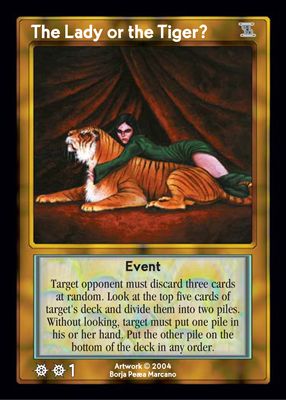 The Lady or the Tiger?
Event
Target opponent must discard three cards
at random. Look at the top five cards of
target's deck and divide them into two piles.
Without looking, target must put one pile in
his or her hand. Put the other pile on the
bottom of the deck in any order.
1
Artwork © 2004
Borja Peæa Marcano